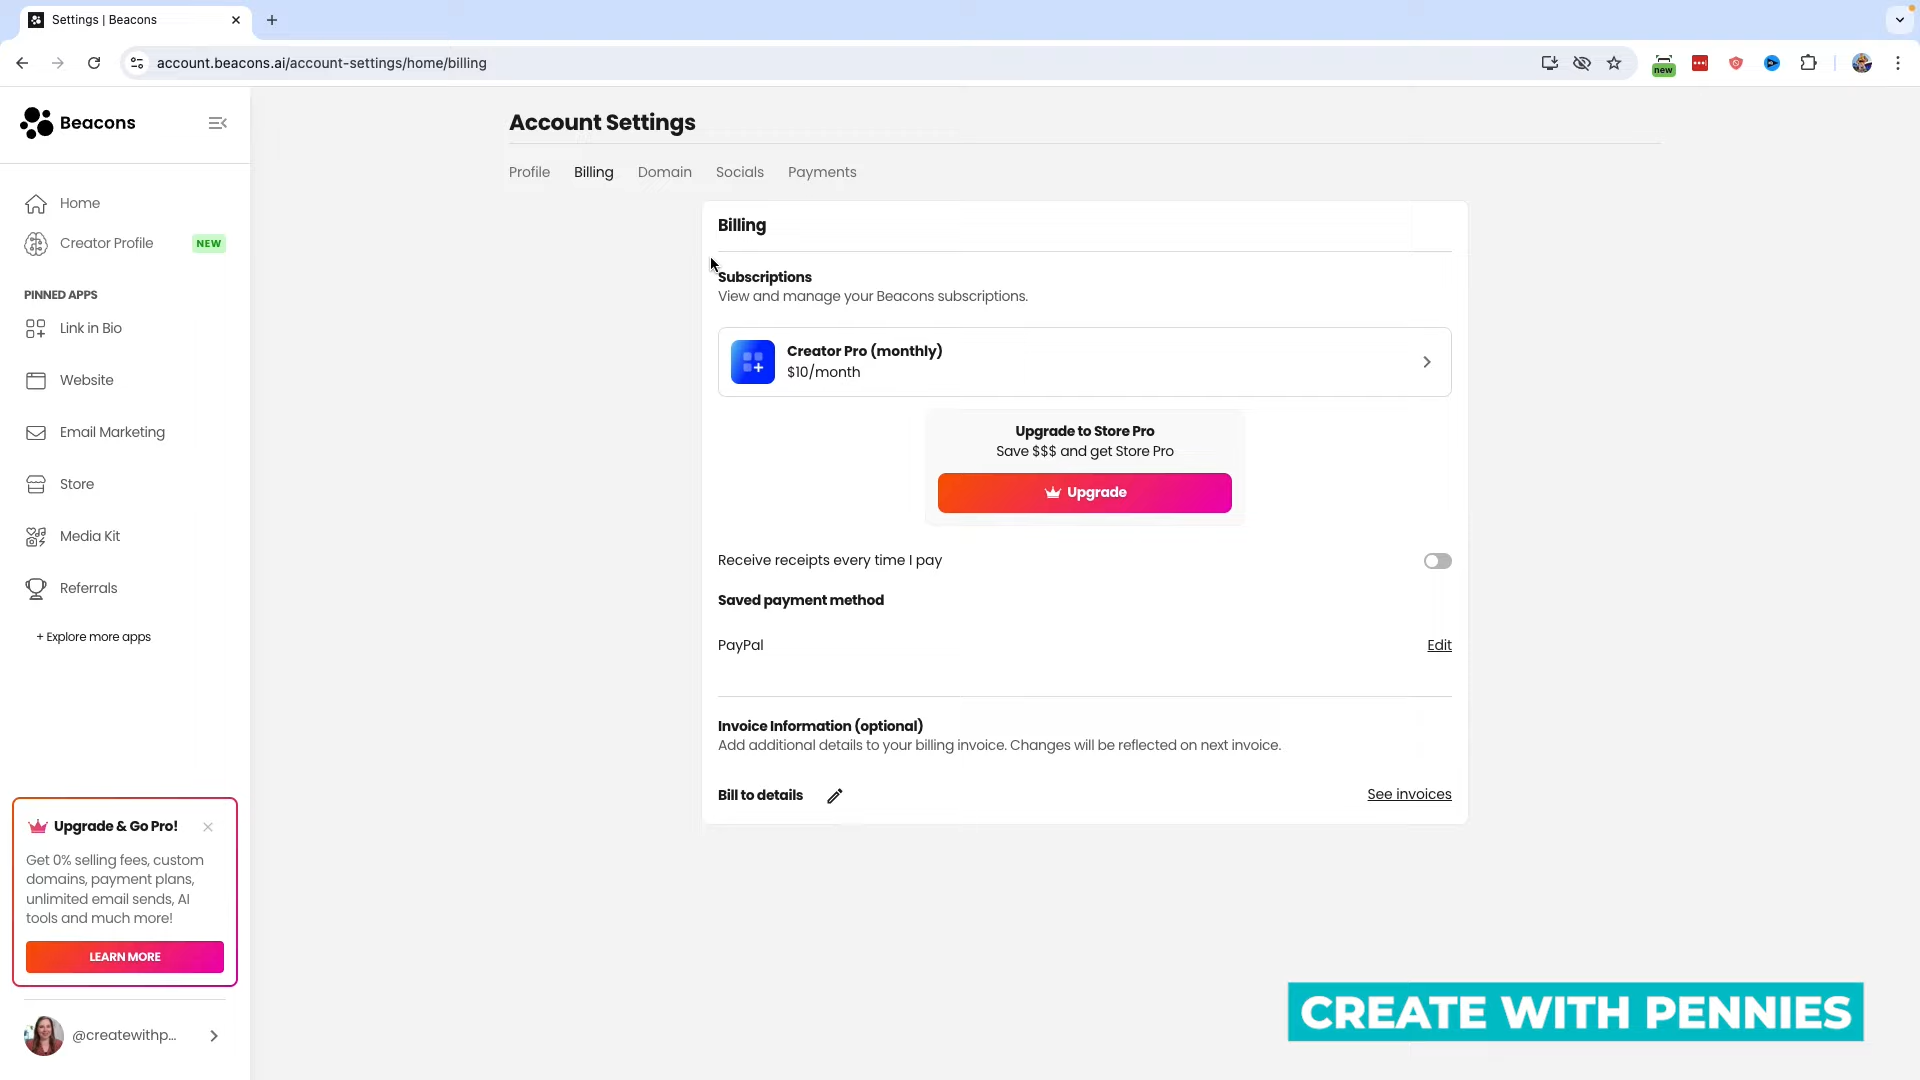 Settings | Beacons
account.beacons.ai/account-settings/home/billing
new
Beacons
Home
Creator Profile
NEW
PINNED APPS
Link in Bio
Website
Email Marketing
Store
Media Kit
Referrals
+ Explore more apps
Upgrade & Go Pro!
Get 0% selling fees, custom
domains, payment plans,
unlimited email sends, AI
tools and much more!
LEARN MORE
@createwithp...
Account Settings
Profile
Billing
Domain
Socials
Payments
Billing
Subscriptions
View and manage your Beacons subscriptions.
Creator Pro (monthly)
$10/month
Upgrade to Store Pro
Save $$$ and get Store Pro
Upgrade
Receive receipts every time I pay
Saved payment method
PayPal
Edit
Invoice Information (optional)
Add additional details to your billing invoice. Changes will be reflected on next invoice.
Bill to details
See invoices
CREATE WITH PENNIES